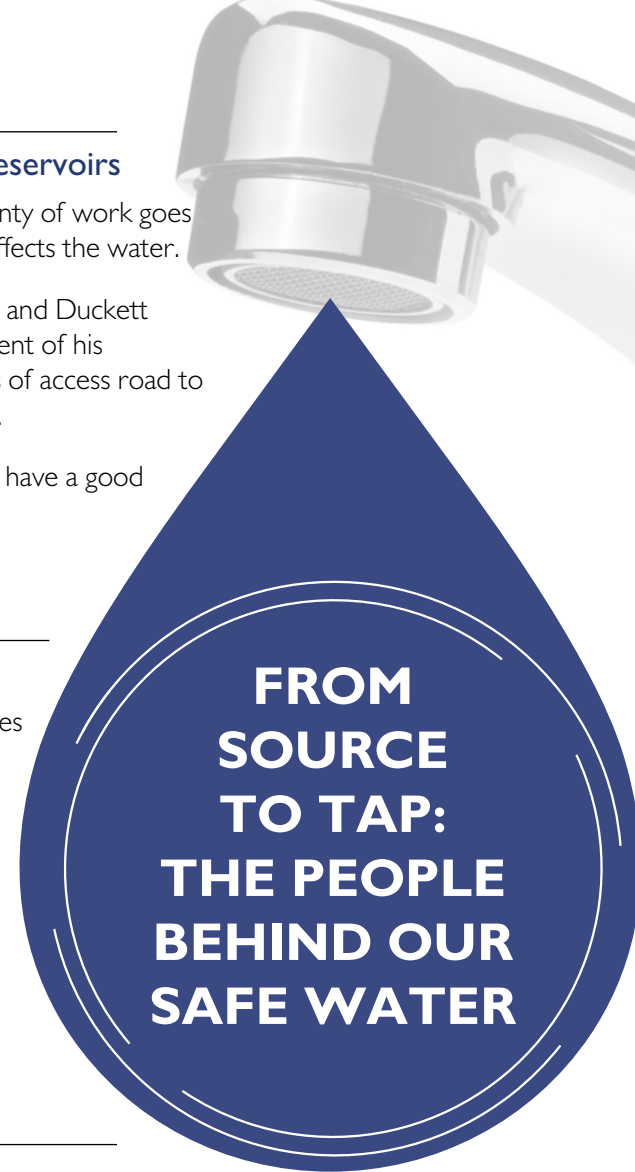 eservoirs
nty of work goes
ffects the water.
and Duckett
ent of his
of access road to
have a good
es
FROM
SOURCE
TO TAP:
THE PEOPLE
BEHIND OUR
SAFE WATER